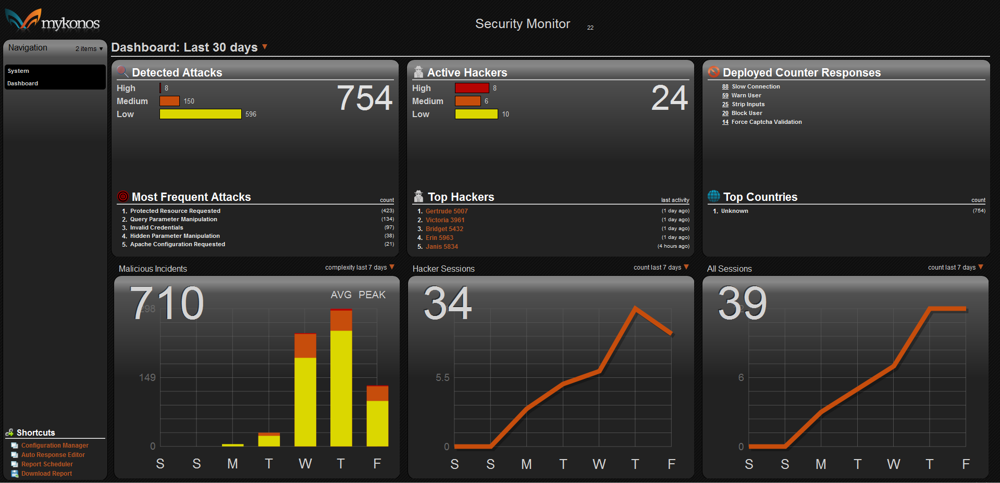 mykonos
Security Monitor 22
Navigation 2 items ▼
System
Dashboard
Dashboard: Last 30 days ▼
Detected Attacks
High 8
Medium 150
Low 596
754
Most Frequent Attacks count
1. Protected Resource Requested (423)
2. Query Parameter Manipulation (134)
3. Invalid Credentials (97)
4. Hidden Parameter Manipulation (38)
5. Apache Configuration Requested (21)
Active Hackers
High 8
Medium 6
Low 10
24
Top Hackers last activity
1. Gertrude 5007 (1 day ago)
2. Victoria 3961 (1 day ago)
3. Bridget 5432 (1 day ago)
4. Erin 5963 (1 day ago)
5. Janis 5834 (4 hours ago)
Deployed Counter Responses
88 Slow Connection
59 Warn User
25 Strip Inputs
20 Block User
14 Force Captcha Validation
Top Countries count
1. Unknown (754)
Malicious Incidents complexity last 7 days ▼
710
AVG PEAK
298
149
0
S S M T W T F
Hacker Sessions count last 7 days ▼
34
5.5
0
S S M T W T F
All Sessions count last 7 days ▼
39
6
0
S S M T W T F
Shortcuts
Configuration Manager
Auto Response Editor
Report Scheduler
Download Report